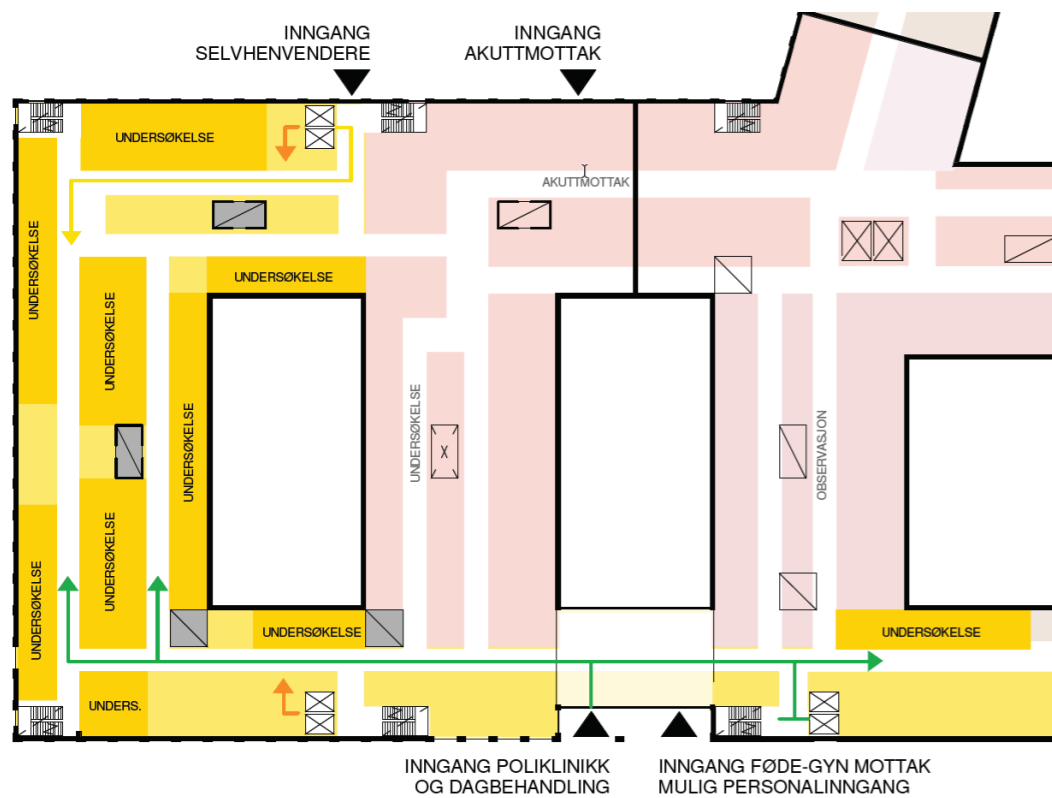 INNGANG
SELVHENVENDERE
INNGANG
AKUTTMOTTAK
UNDERSØKELSE
AKUTTMOTTAK
UNDERSØKELSE
UNDERSØKELSE
UNDERSØKELSE
UNDERSØKELSE
UNDERSØKELSE
OBSERVASJON
UNDERSØKELSE
UNDERSØKELSE
UNDERSØKELSE
UNDERSØKELSE
UNDERSØKELSE
UNDERS.
INNGANG POLIKLINIKK
OG DAGBEHANDLING
INNGANG FØDE-GYN MOTTAK
MULIG PERSONALINNGANG